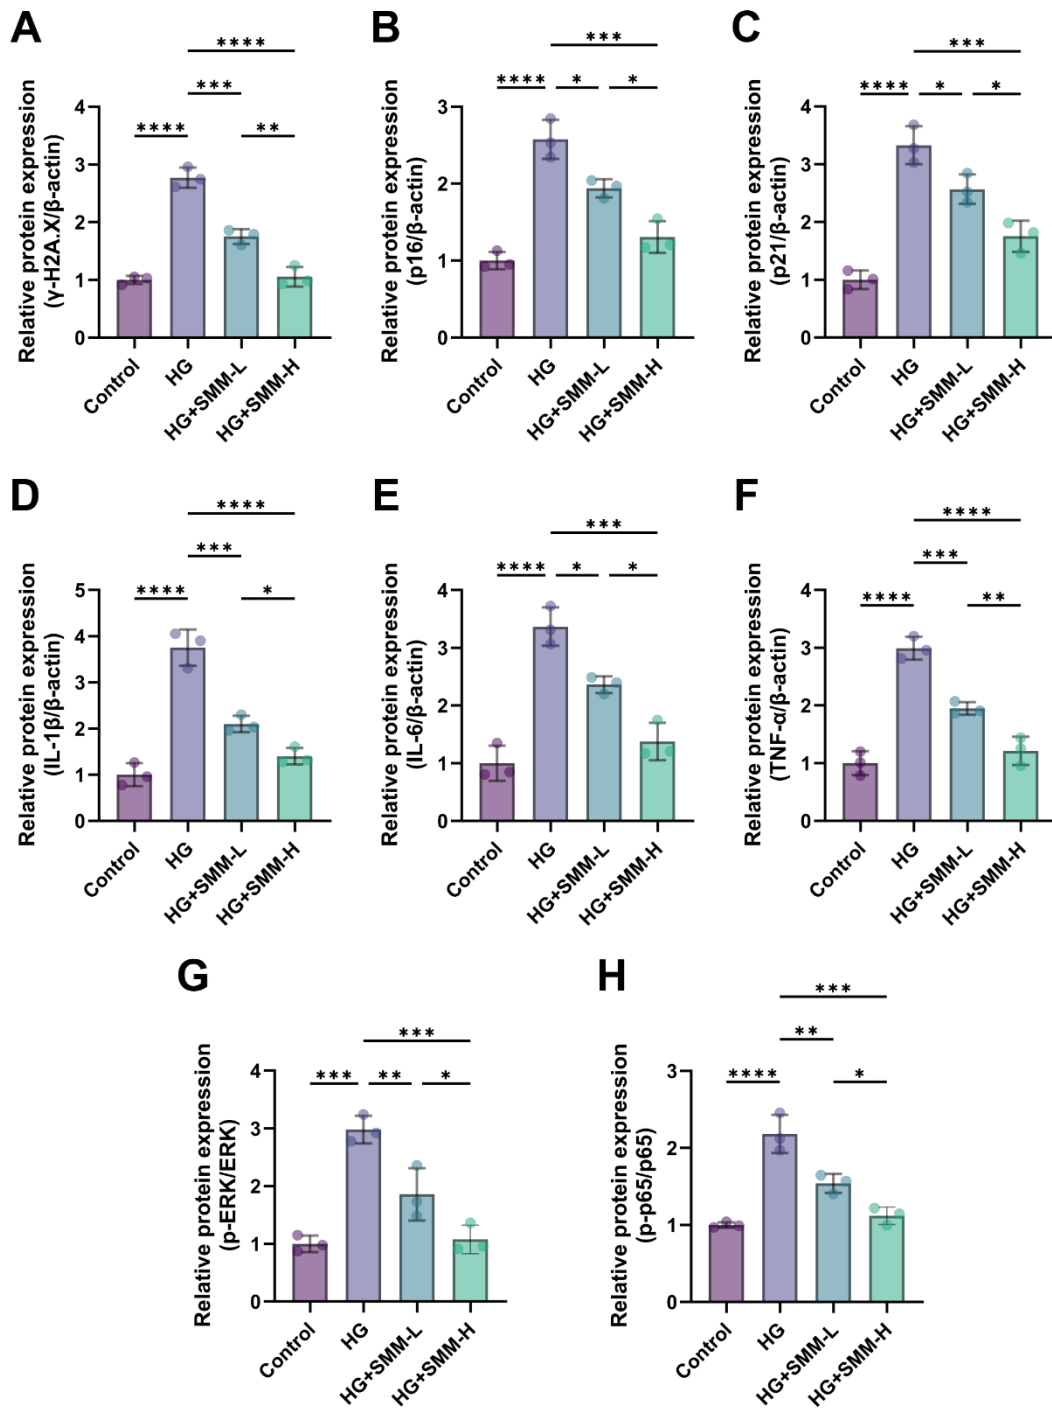 A
Relative protein expression
(γ-H2A.X/β-actin)
****
***
****
**
4
3
2
1
0
Control
HG
HG+SMM-L
HG+SMM-H
B
Relative protein expression
(p16/β-actin)
***
****
*
*
3
2
1
0
Control
HG
HG+SMM-L
HG+SMM-H
C
Relative protein expression
(p21/β-actin)
***
****
*
*
4
3
2
1
0
Control
HG
HG+SMM-L
HG+SMM-H
D
Relative protein expression
(IL-1β/β-actin)
****
***
****
*
5
4
3
2
1
0
Control
HG
HG+SMM-L
HG+SMM-H
E
Relative protein expression
(IL-6/β-actin)
***
****
*
*
4
3
2
1
0
Control
HG
HG+SMM-L
HG+SMM-H
F
Relative protein expression
(TNF-α/β-actin)
****
***
****
**
4
3
2
1
0
Control
HG
HG+SMM-L
HG+SMM-H
G
Relative protein expression
(p-ERK/ERK)
***
***
**
*
4
3
2
1
0
Control
HG
HG+SMM-L
HG+SMM-H
H
Relative protein expression
(p-p65/p65)
***
**
****
*
3
2
1
0
Control
HG
HG+SMM-L
HG+SMM-H